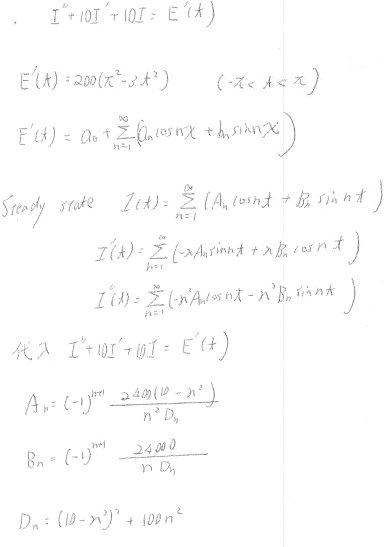 . I'' + 10I' + 10I = E'(t)
E'(t) = 200(π² - 3t²) (-π < t < π)
E'(t) = a₀ + Σ_{n=1}^{∞} (aₙ cos nx + bₙ sin nx)
Steady state I(t) = Σ_{n=1}^{∞} (Aₙ cos nt + Bₙ sin nt)
I'(t) = Σ_{n=1}^{∞} (-nAₙ sin nt + nBₙ cos nt)
I''(t) = Σ_{n=1}^{∞} (-n²Aₙ cos nt - n²Bₙ sin nt)
代入 I'' + 10I' + 10I = E'(t)
Aₙ = (-1)ⁿ⁺¹ 2400(10 - n²) / n² Dₙ
Bₙ = (-1)ⁿ⁺¹ 24000 / n Dₙ
Dₙ = (10 - n²)² + 100n²